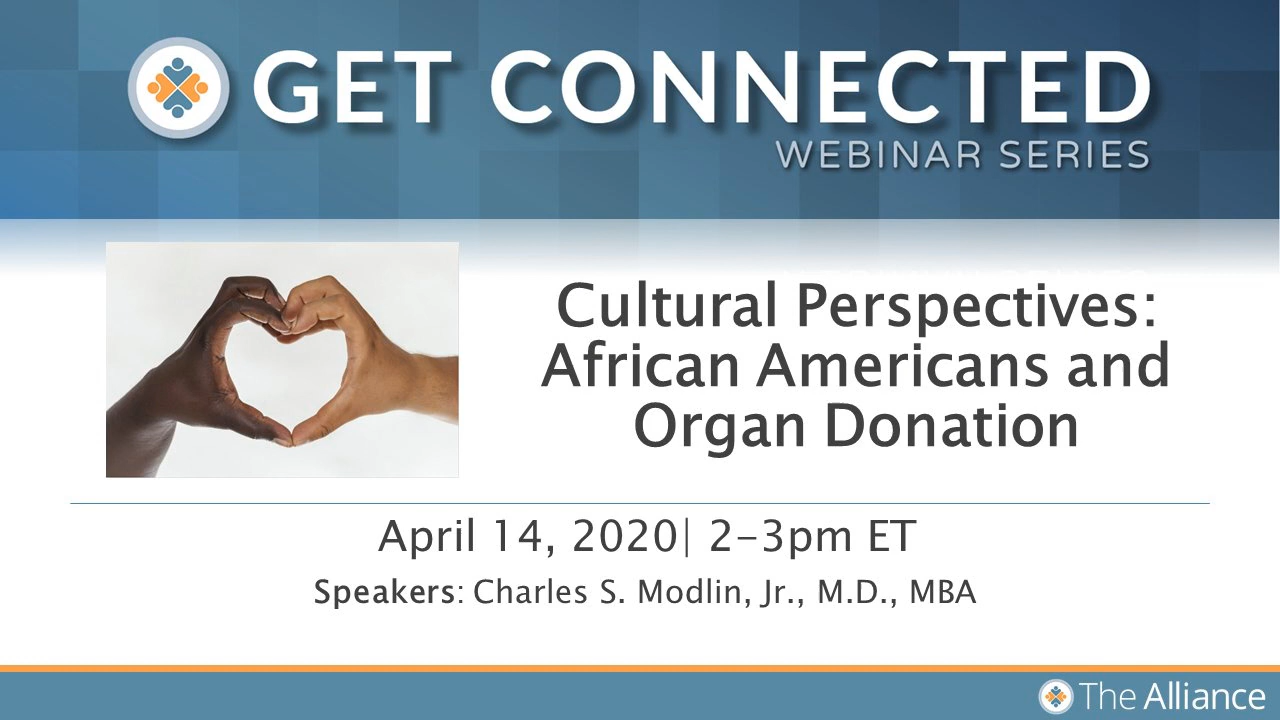 GET CONNECTED
WEBINAR SERIES
Cultural Perspectives:
African Americans and
Organ Donation
April 14, 2020| 2-3pm ET
Speakers: Charles S. Modlin, Jr., M.D., MBA
The Alliance